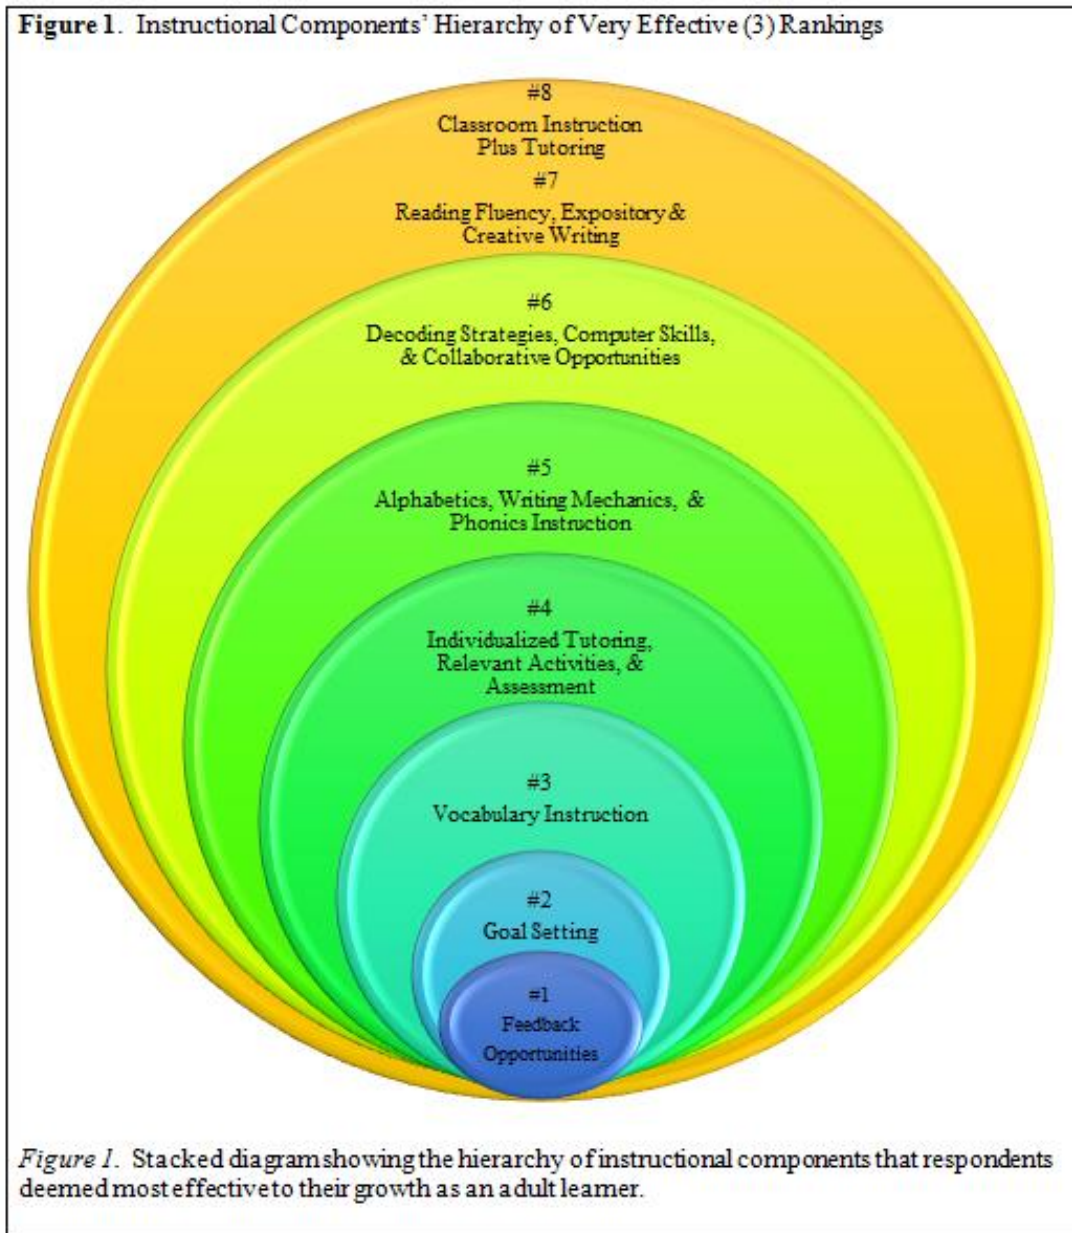 Figure 1. Instructional Components' Hierarchy of Very Effective (3) Rankings
#8
Classroom Instruction
Plus Tutoring
#7
Reading Fluency, Expository &
Creative Writing
#6
Decoding Strategies, Computer Skills,
& Collaborative Opportunities
#5
Alphabetics, Writing Mechanics, &
Phonics Instruction
#4
Individualized Tutoring,
Relevant Activities, &
Assessment
#3
Vocabulary Instruction
#2
Goal Setting
#1
Feedback
Opportunities
Figure 1. Stacked diagram showing the hierarchy of instructional components that respondents
deemed most effective to their growth as an adult learner.